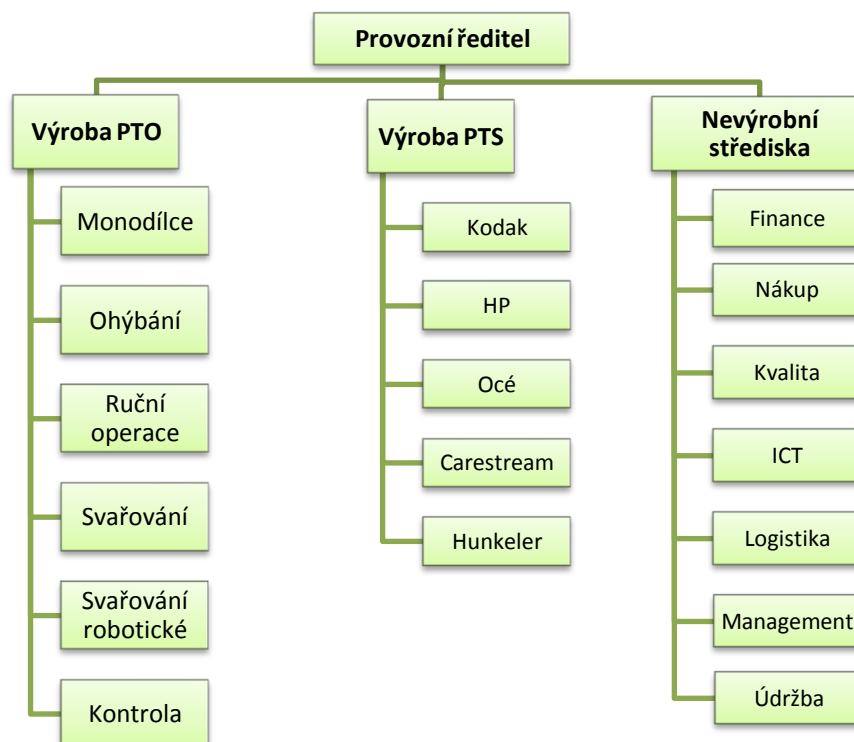 Provozní ředitel
Výroba PTO
Monodílce
Ohýbání
Ruční
operace
Svařování
Svařování
robotické
Kontrola
Výroba PTS
Kodak
HP
Océ
Carestream
Hunkeler
Nevýrobní
střediska
Finance
Nákup
Kvalita
ICT
Logistika
Management
Údržba